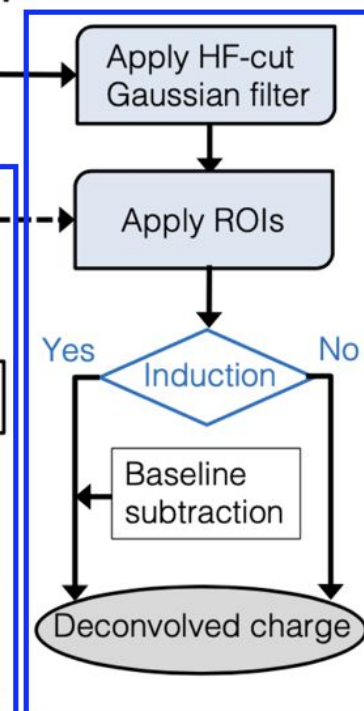 Apply HF-cut
Gaussian filter
Apply ROIs
Yes
No
Induction
Baseline
subtraction
Deconvolved charge